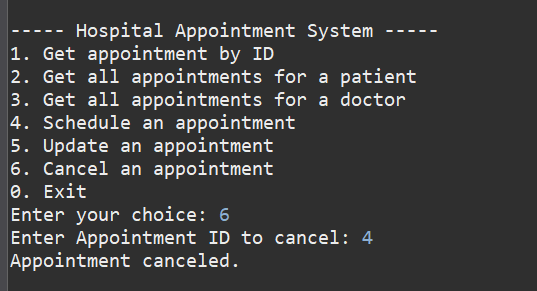 ----- Hospital Appointment System -----
1. Get appointment by ID
2. Get all appointments for a patient
3. Get all appointments for a doctor
4. Schedule an appointment
5. Update an appointment
6. Cancel an appointment
0. Exit
Enter your choice: 6
Enter Appointment ID to cancel: 4
Appointment canceled.